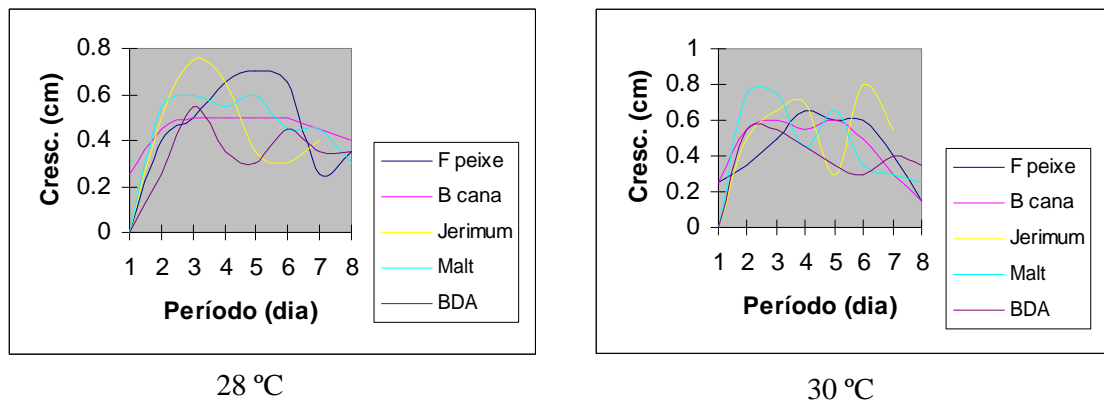 Cresc. (cm)
0.8
0.6
0.4
0.2
0
1 2 3 4 5 6 7 8
Período (dia)
F peixe
B cana
Jerimum
Malt
BDA
28 ºC
Cresc. (cm)
1
0.8
0.6
0.4
0.2
0
1 2 3 4 5 6 7 8
Período (dia)
F peixe
B cana
Jerimum
Malt
BDA
30 ºC